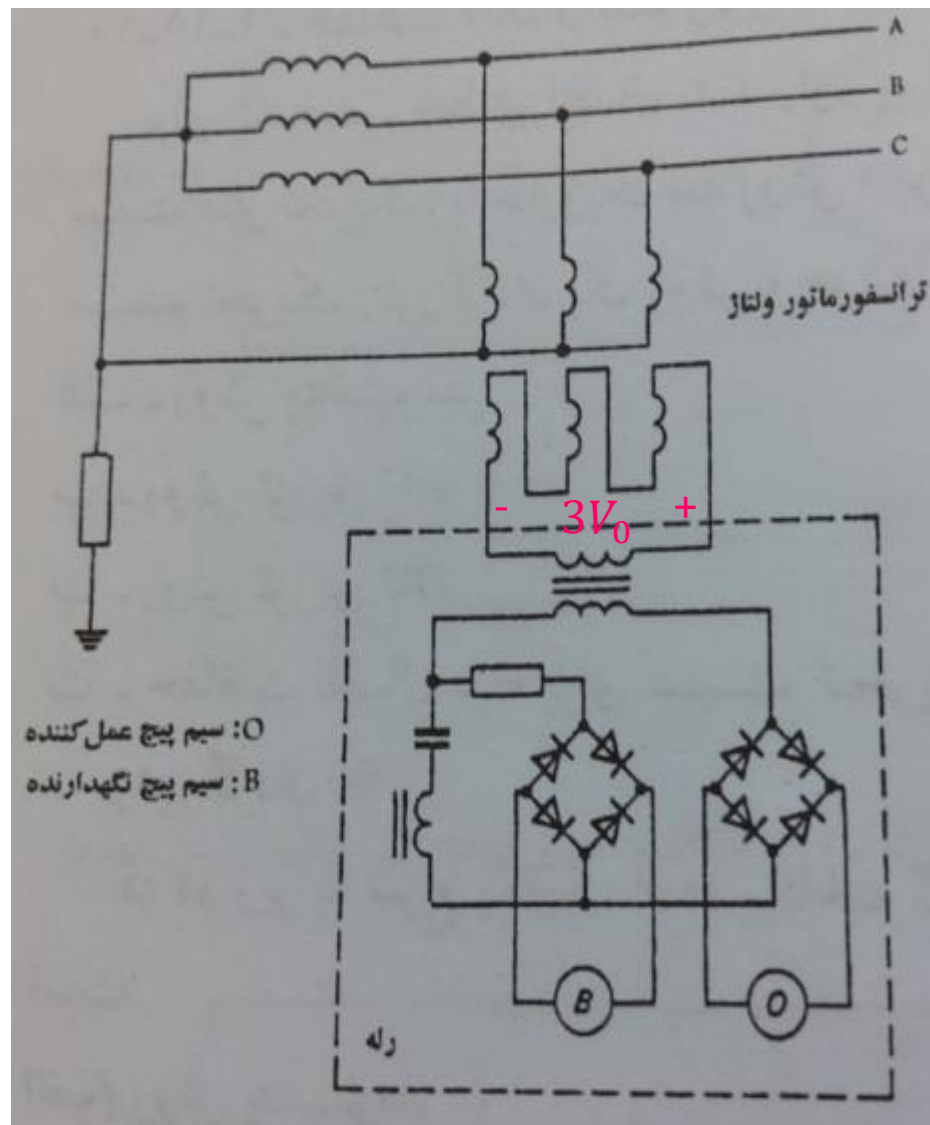 A
B
C
ترانسفورماتور ولتاژ
- 3V₀ +
O: سیم پیچ عمل‌کننده
B: سیم پیچ نگهدارنده
B
O
رله